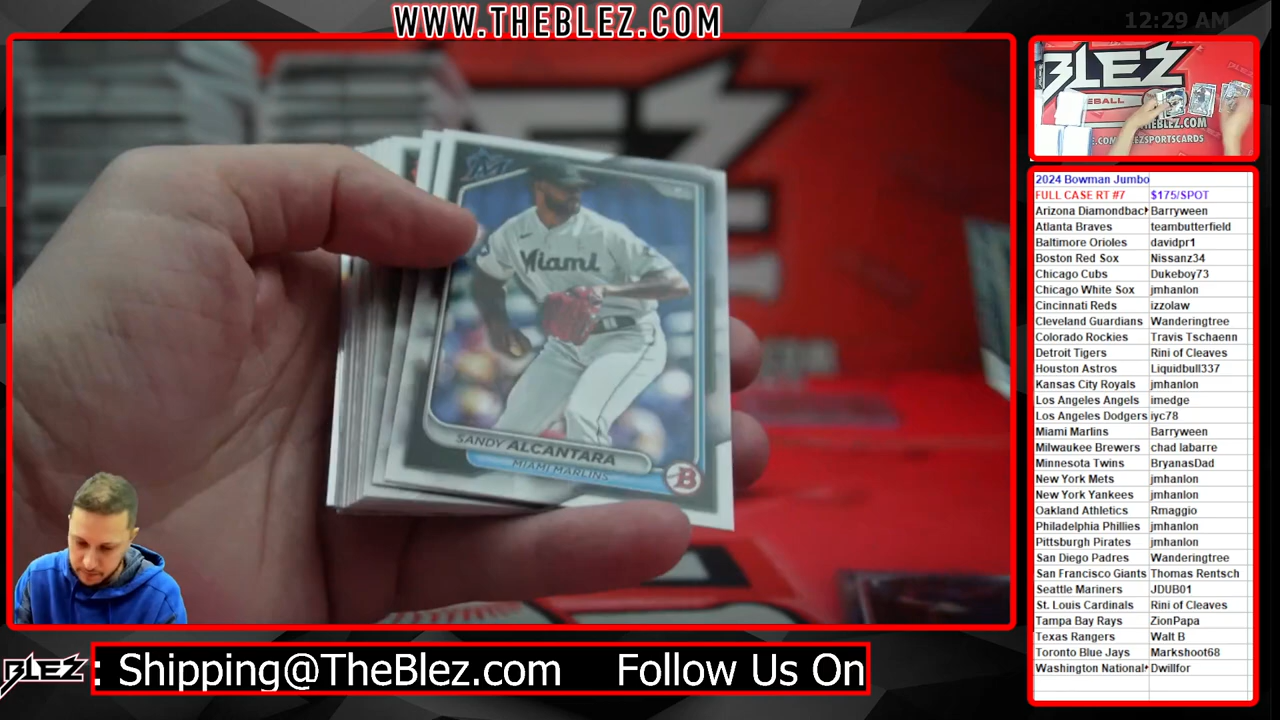 WWW.THEBLEZ.COM
12:29 AM
Miami
SANDY ALCANTARA
MIAMI MARLINS
B
BLEZ
2024 Bowman Jumbo
FULL CASE RT #7 $175/SPOT
Arizona Diamondbac Barryween
Atlanta Braves teambutterfield
Baltimore Orioles davidpr1
Boston Red Sox Nissanz34
Chicago Cubs Dukeboy73
Chicago White Sox jmhanlon
Cincinnati Reds izzolaw
Cleveland Guardians Wanderingtree
Colorado Rockies Travis Tschaenn
Detroit Tigers Rini of Cleaves
Houston Astros Liquidbull337
Kansas City Royals jmhanlon
Los Angeles Angels imedge
Los Angeles Dodgers iyc78
Miami Marlins Barryween
Milwaukee Brewers chad labarre
Minnesota Twins BryanasDad
New York Mets jmhanlon
New York Yankees jmhanlon
Oakland Athletics Rmaggio
Philadelphia Phillies jmhanlon
Pittsburgh Pirates jmhanlon
San Diego Padres Wanderingtree
San Francisco Giants Thomas Rentsch
Seattle Mariners JDUB01
St. Louis Cardinals Rini of Cleaves
Tampa Bay Rays ZionPapa
Texas Rangers Walt B
Toronto Blue Jays Markshoot68
Washington National Dwillfor
BLEZ : Shipping@TheBlez.com Follow Us On